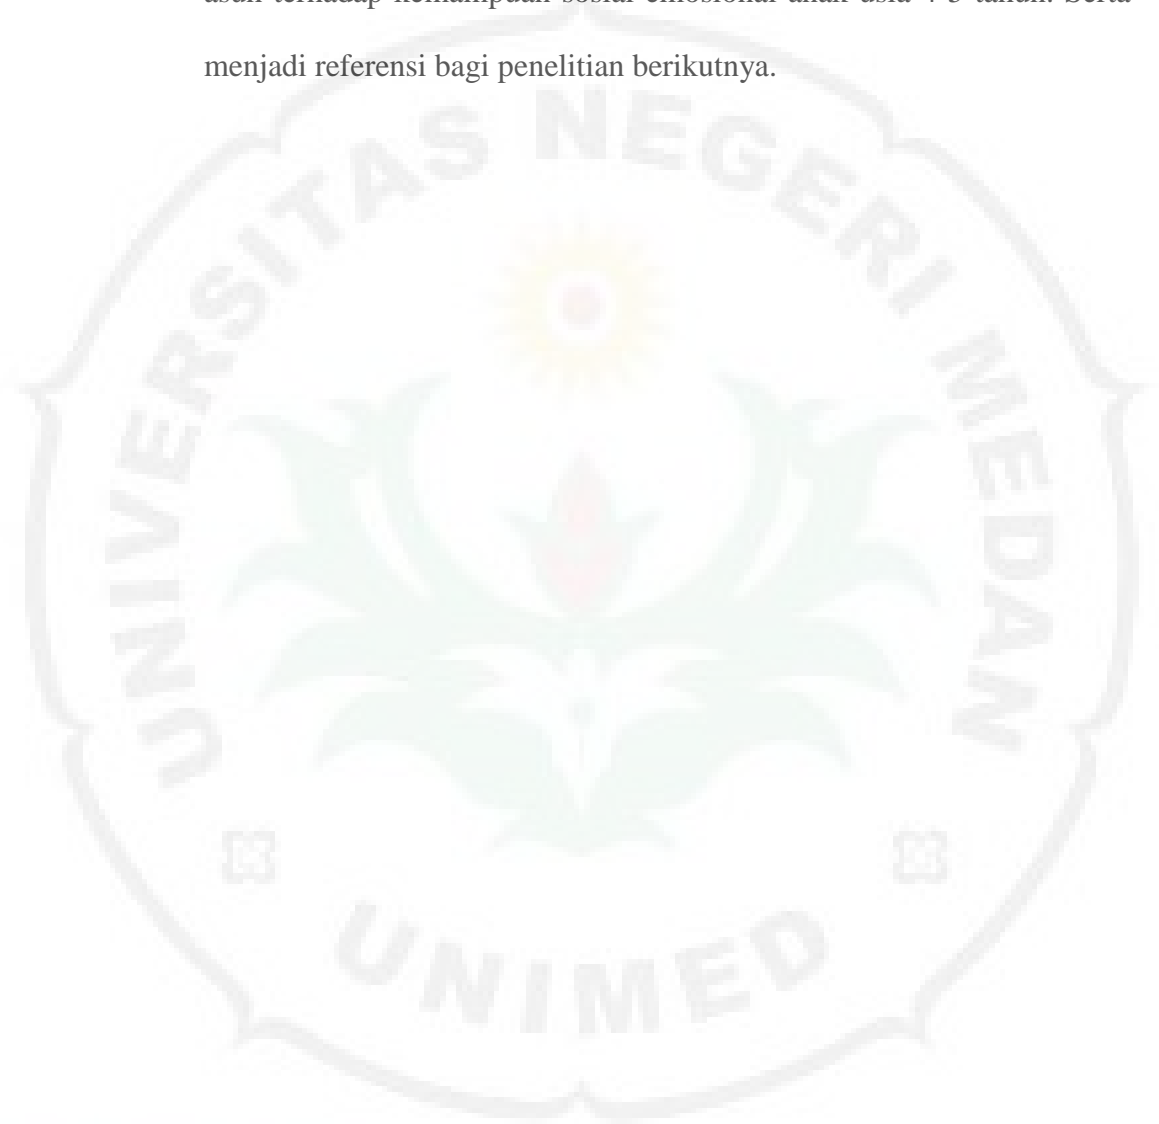 asuh terhadap kemampuan sosial emosional anak usia 4-5 tahun. Serta
menjadi referensi bagi penelitian berikutnya.
UNIVERSITAS NEGERI MEDAN
UNIMED